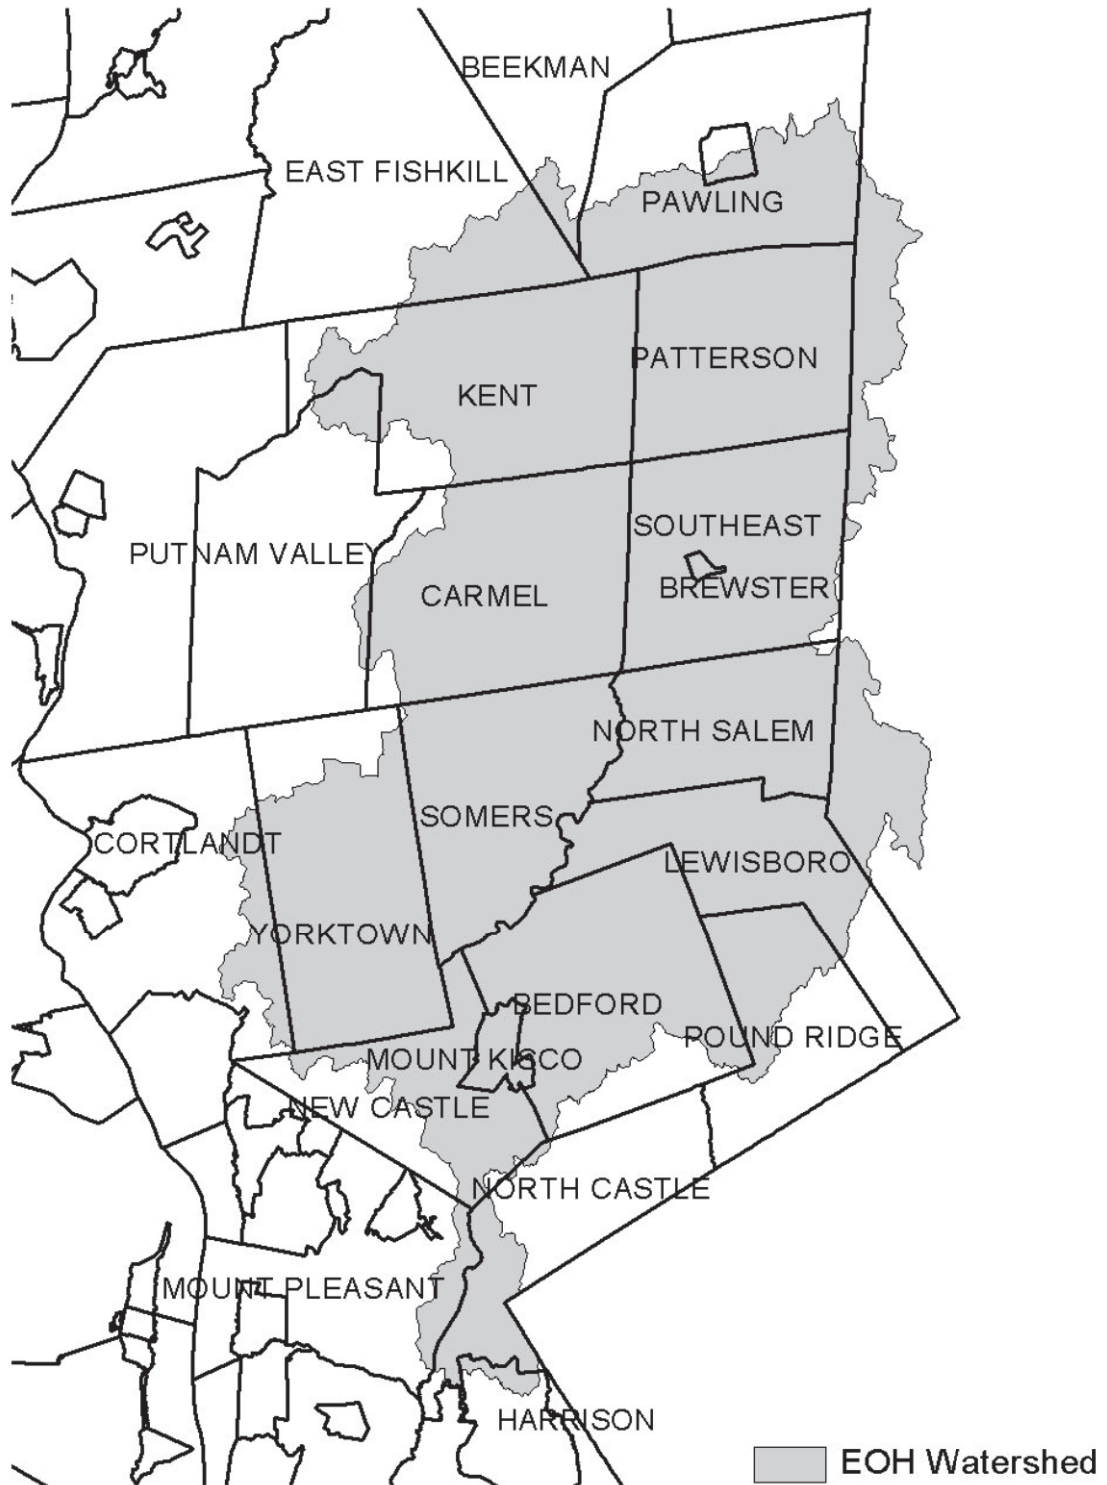 BEEKMAN
EAST FISHKILL
PAWLING
PATTERSON
KENT
SOUTHEAST
PUTNAM VALLEY
BREWSTER
CARMEL
NORTH SALEM
SOMERS
CORTLANDT
LEWISBORO
YORKTOWN
BEDFORD
POUND RIDGE
MOUNT KISCO
NEW CASTLE
NORTH CASTLE
MOUNT PLEASANT
HARRISON
EOH Watershed